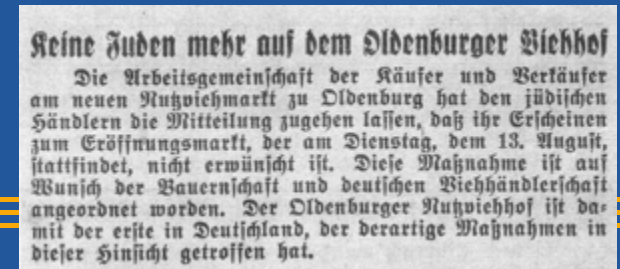 Keine Juden mehr auf dem Oldenburger Viehhof
Die Arbeitsgemeinschaft der Käufer und Verkäufer
am neuen Nutzviehmarkt zu Oldenburg hat den jüdischen
Händlern die Mitteilung zugehen lassen, daß ihr Erscheinen
zum Eröffnungsmarkt, der am Dienstag, dem 13. August,
stattfindet, nicht erwünscht ist. Diese Maßnahme ist auf
Wunsch der Bauernschaft und deutschen Viehhändlerschaft
angeordnet worden. Der Oldenburger Nutzviehhof ist da-
mit der erste in Deutschland, der derartige Maßnahmen in
dieser Hinsicht getroffen hat.